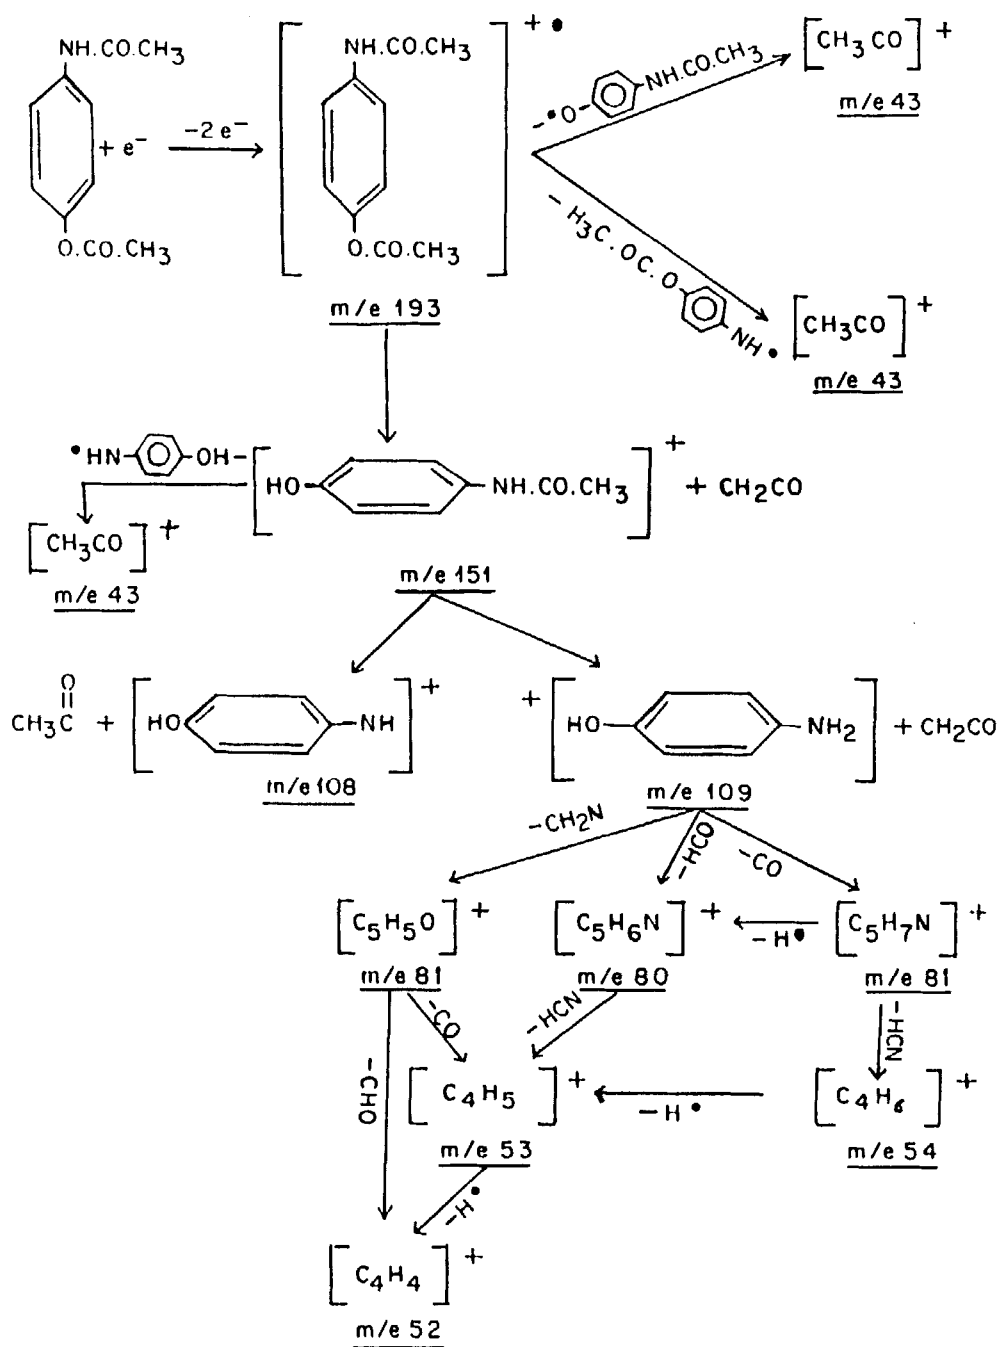 NH.CO.CH3
+ e–
–2 e–
O.CO.CH3
[ NH.CO.CH3
O.CO.CH3 ] + •
m/e 193
– •O– –NH.CO.CH3
[CH3CO] +
m/e 43
– H3C.OC.O– –NH •
[CH3CO] +
m/e 43
•HN– –OH–
[CH3CO] +
m/e 43
[HO– –NH.CO.CH3] + + CH2CO
m/e 151
O
CH3C + [HO –NH] +
m/e 108
+ [HO– –NH2] + CH2CO
m/e 109
–CH2N
–HCO
–CO
[C5H5O] +
m/e 81
[C5H6N] +
m/e 80
–H•
[C5H7N] +
m/e 81
–CO
–HCN
–HCN
–CHO
[C4H5] +
m/e 53
–H•
[C4H6] +
m/e 54
–H•
[C4H4] +
m/e 52